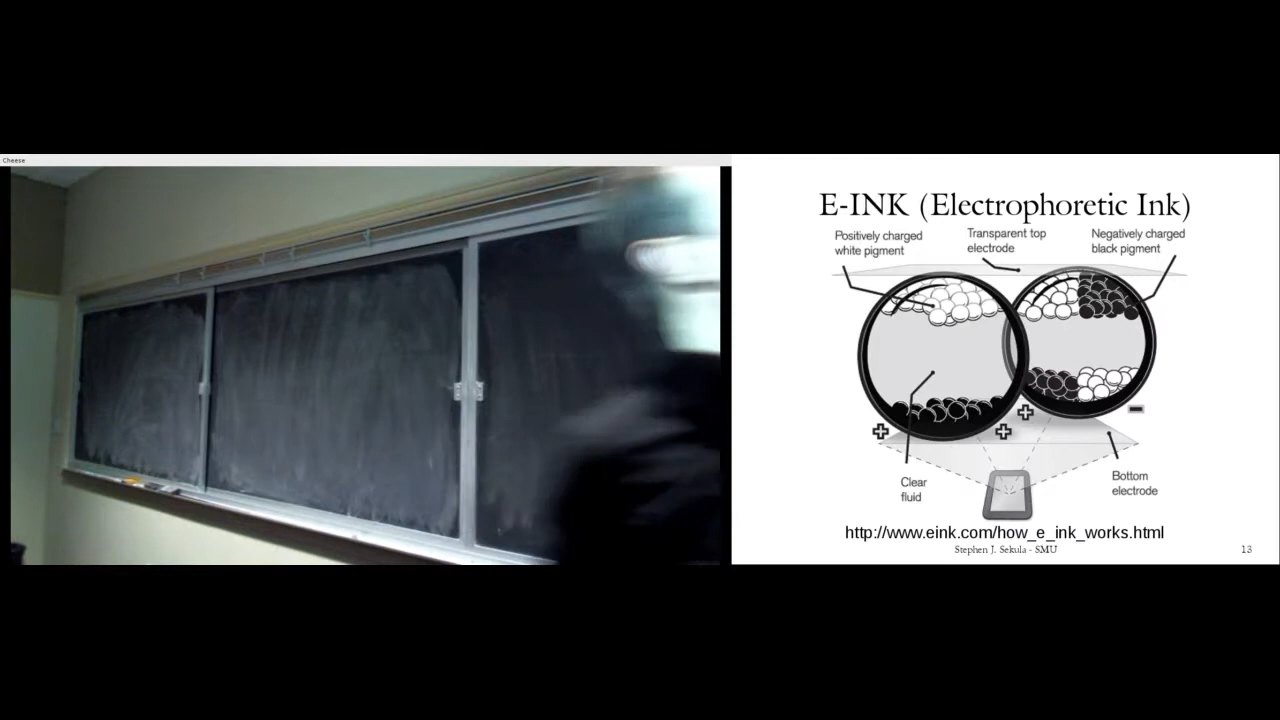 Cheese
E-INK (Electrophoretic Ink)
Positively charged
white pigment
Transparent top
electrode
Negatively charged
black pigment
Clear
fluid
Bottom
electrode
http://www.eink.com/how_e_ink_works.html
Stephen J. Sekula - SMU
13